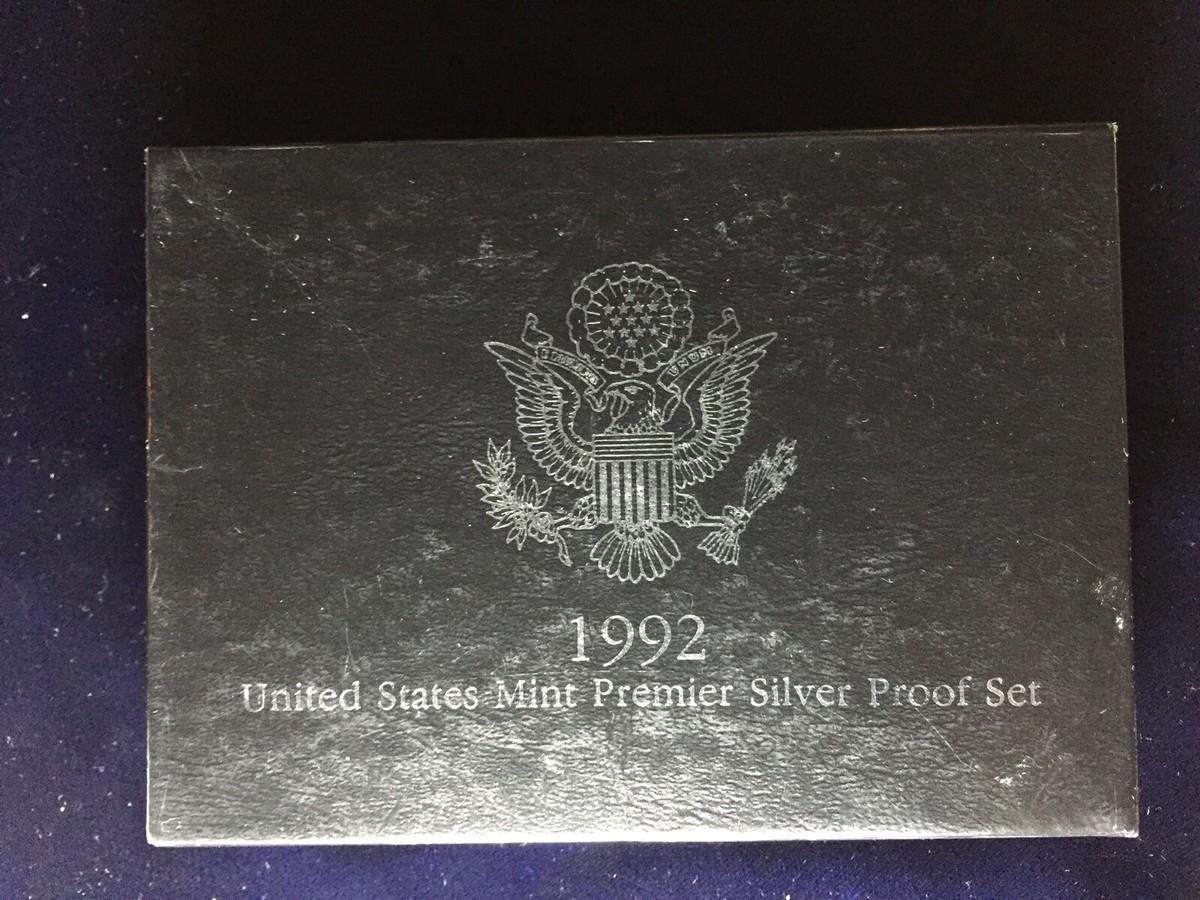 1992
United States Mint Premier Silver Proof Set